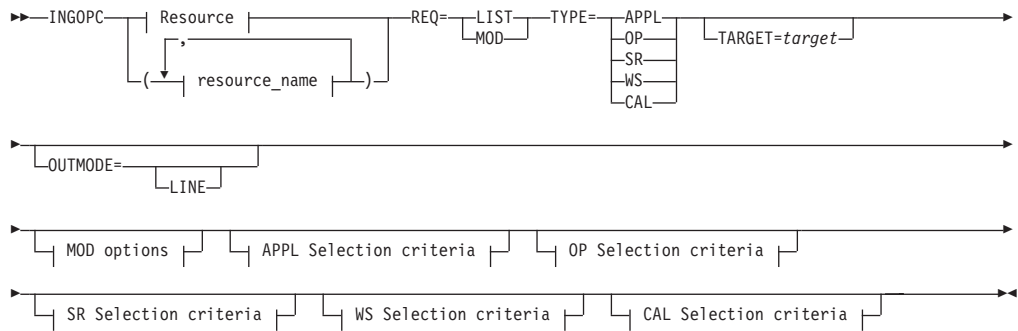 INGOPC Resource REQ= LIST TYPE= APPL
, MOD OP TARGET=target
( resource_name ) SR
WS
CAL
OUTMODE=
LINE
MOD options APPL Selection criteria OP Selection criteria
SR Selection criteria WS Selection criteria CAL Selection criteria